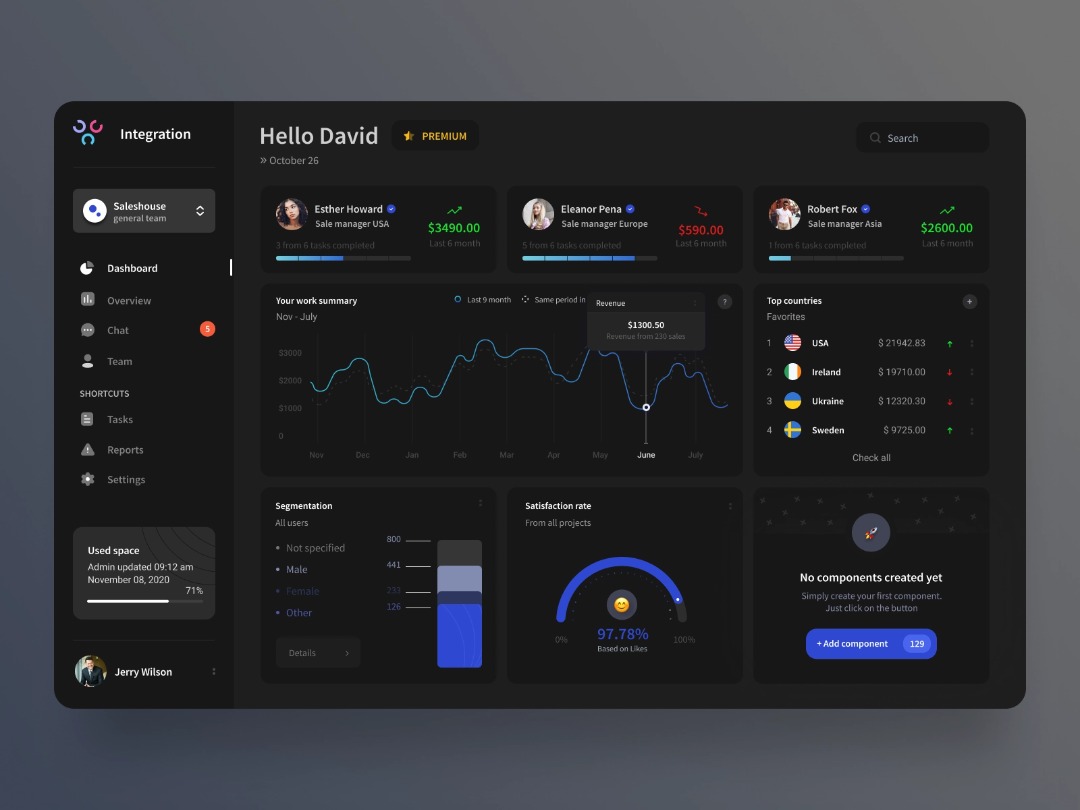 Integration
Saleshouse
general team
Dashboard
Overview
Chat
5
Team
SHORTCUTS
Tasks
Reports
Settings
Used space
Admin updated 09:12 am
November 08, 2020
71%
Jerry Wilson
Hello David
PREMIUM
» October 26
Search
Esther Howard
Sale manager USA
$3490.00
Last 6 month
3 from 6 tasks completed
Eleanor Pena
Sale manager Europe
$590.00
Last 6 month
5 from 6 tasks completed
Robert Fox
Sale manager Asia
$2600.00
Last 6 month
1 from 6 tasks completed
Your work summary
Nov - July
Last 9 month
Same period in
Revenue
$1300.50
Revenue from 230 sales
?
$3000
$2000
$1000
0
Nov Dec Jan Feb Mar Apr May June July
Top countries
+
Favorites
1 USA $ 21942.83
2 Ireland $ 19710.00
3 Ukraine $ 12320.30
4 Sweden $ 9725.00
Check all
Segmentation
All users
Not specified 800
Male 441
Female 233
Other 126
Details
Satisfaction rate
From all projects
0%
97.78%
100%
Based on Likes
No components created yet
Simply create your first component.
Just click on the button
+ Add component 129